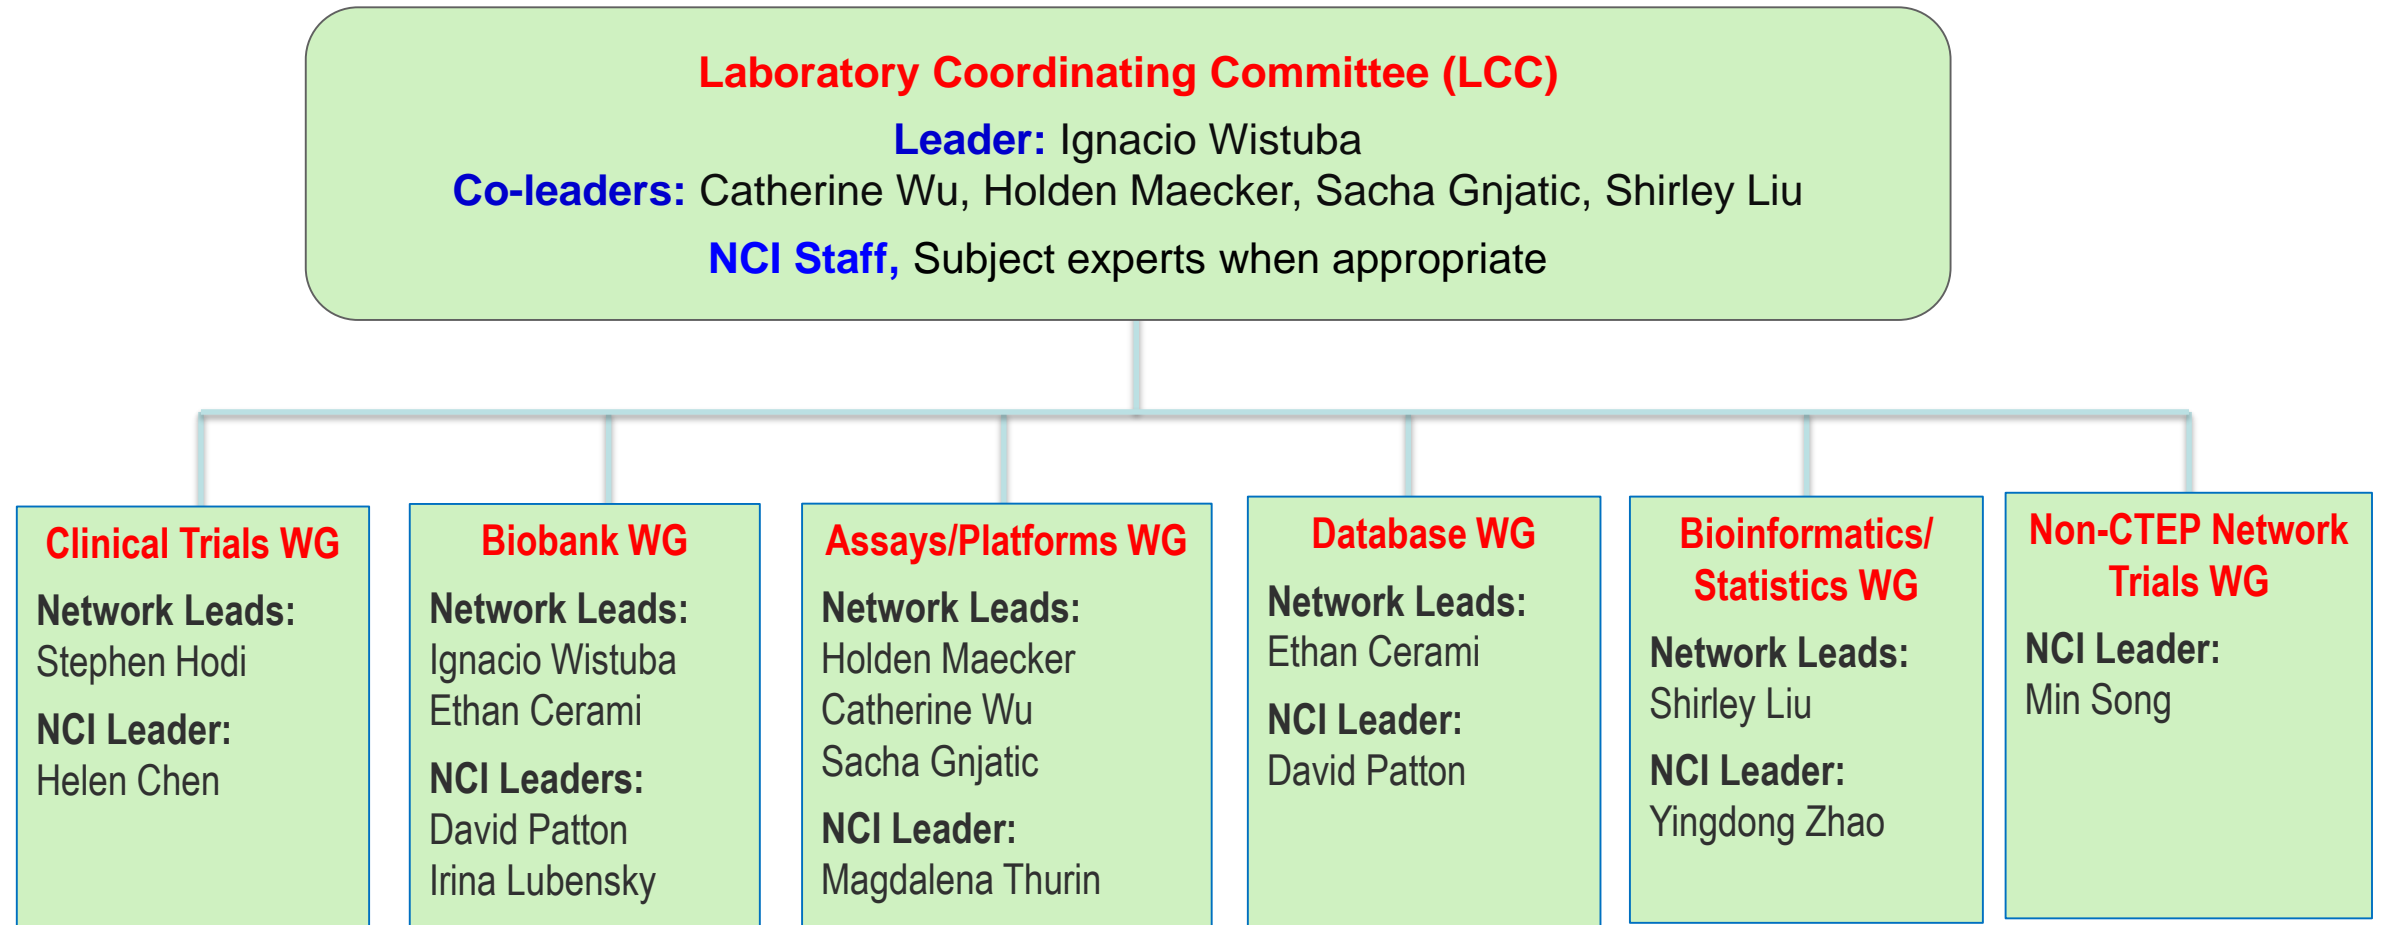 Laboratory Coordinating Committee (LCC)
Leader: Ignacio Wistuba
Co-leaders: Catherine Wu, Holden Maecker, Sacha Gnjatic, Shirley Liu
NCI Staff, Subject experts when appropriate
Clinical Trials WG
Network Leads:
Stephen Hodi
NCI Leader:
Helen Chen
Biobank WG
Network Leads:
Ignacio Wistuba
Ethan Cerami
NCI Leaders:
David Patton
Irina Lubensky
Assays/Platforms WG
Network Leads:
Holden Maecker
Catherine Wu
Sacha Gnjatic
NCI Leader:
Magdalena Thurin
Database WG
Network Leads:
Ethan Cerami
NCI Leader:
David Patton
Bioinformatics/
Statistics WG
Network Leads:
Shirley Liu
NCI Leader:
Yingdong Zhao
Non-CTEP Network
Trials WG
NCI Leader:
Min Song